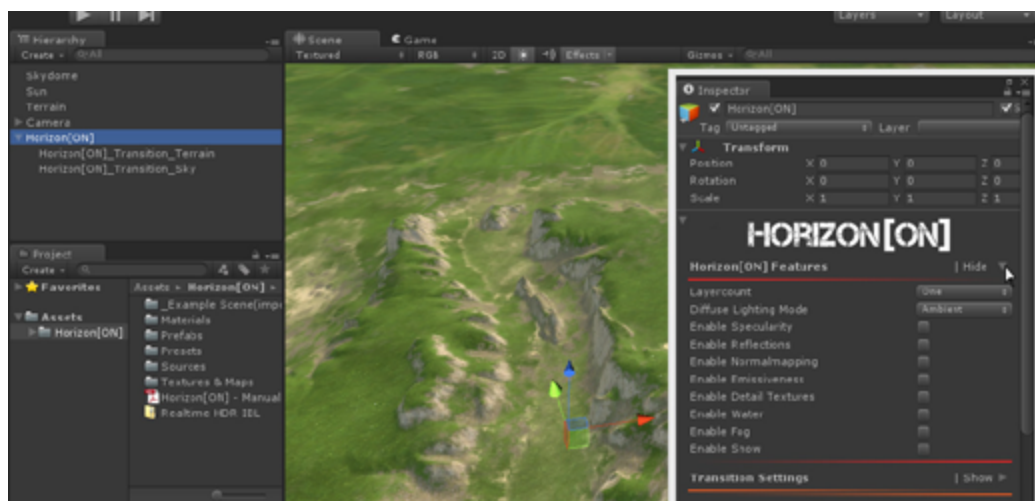 Layers
Layout
Hierarchy
Create
All
Skydome
Sun
Terrain
Camera
Horizon[ON]
Horizon[ON]_Transition_Terrain
Horizon[ON]_Transition_Sky
Project
Create
Favorites
Assets
Horizon[ON]
Assets ▸ Horizon[ON] ▸
_Example Scene(impo
Materials
Prefabs
Presets
Sources
Textures & Maps
Horizon[ON] - Manual
Realtime HDR IBL
Scene
Game
Textured
RGB
2D
Effects
Gizmos
All
Inspector
Horizon[ON]
S
Tag Untagged
Layer
Transform
Position X 0 Y 0 Z 0
Rotation X 0 Y 0 Z 0
Scale X 1 Y 1 Z 1
HORIZON[ON]
Horizon[ON] Features | Hide
Layercount One
Diffuse Lighting Mode Ambient
Enable Specularity
Enable Reflections
Enable Normalmapping
Enable Emissiveness
Enable Detail Textures
Enable Water
Enable Fog
Enable Snow
Transition Settings | Show